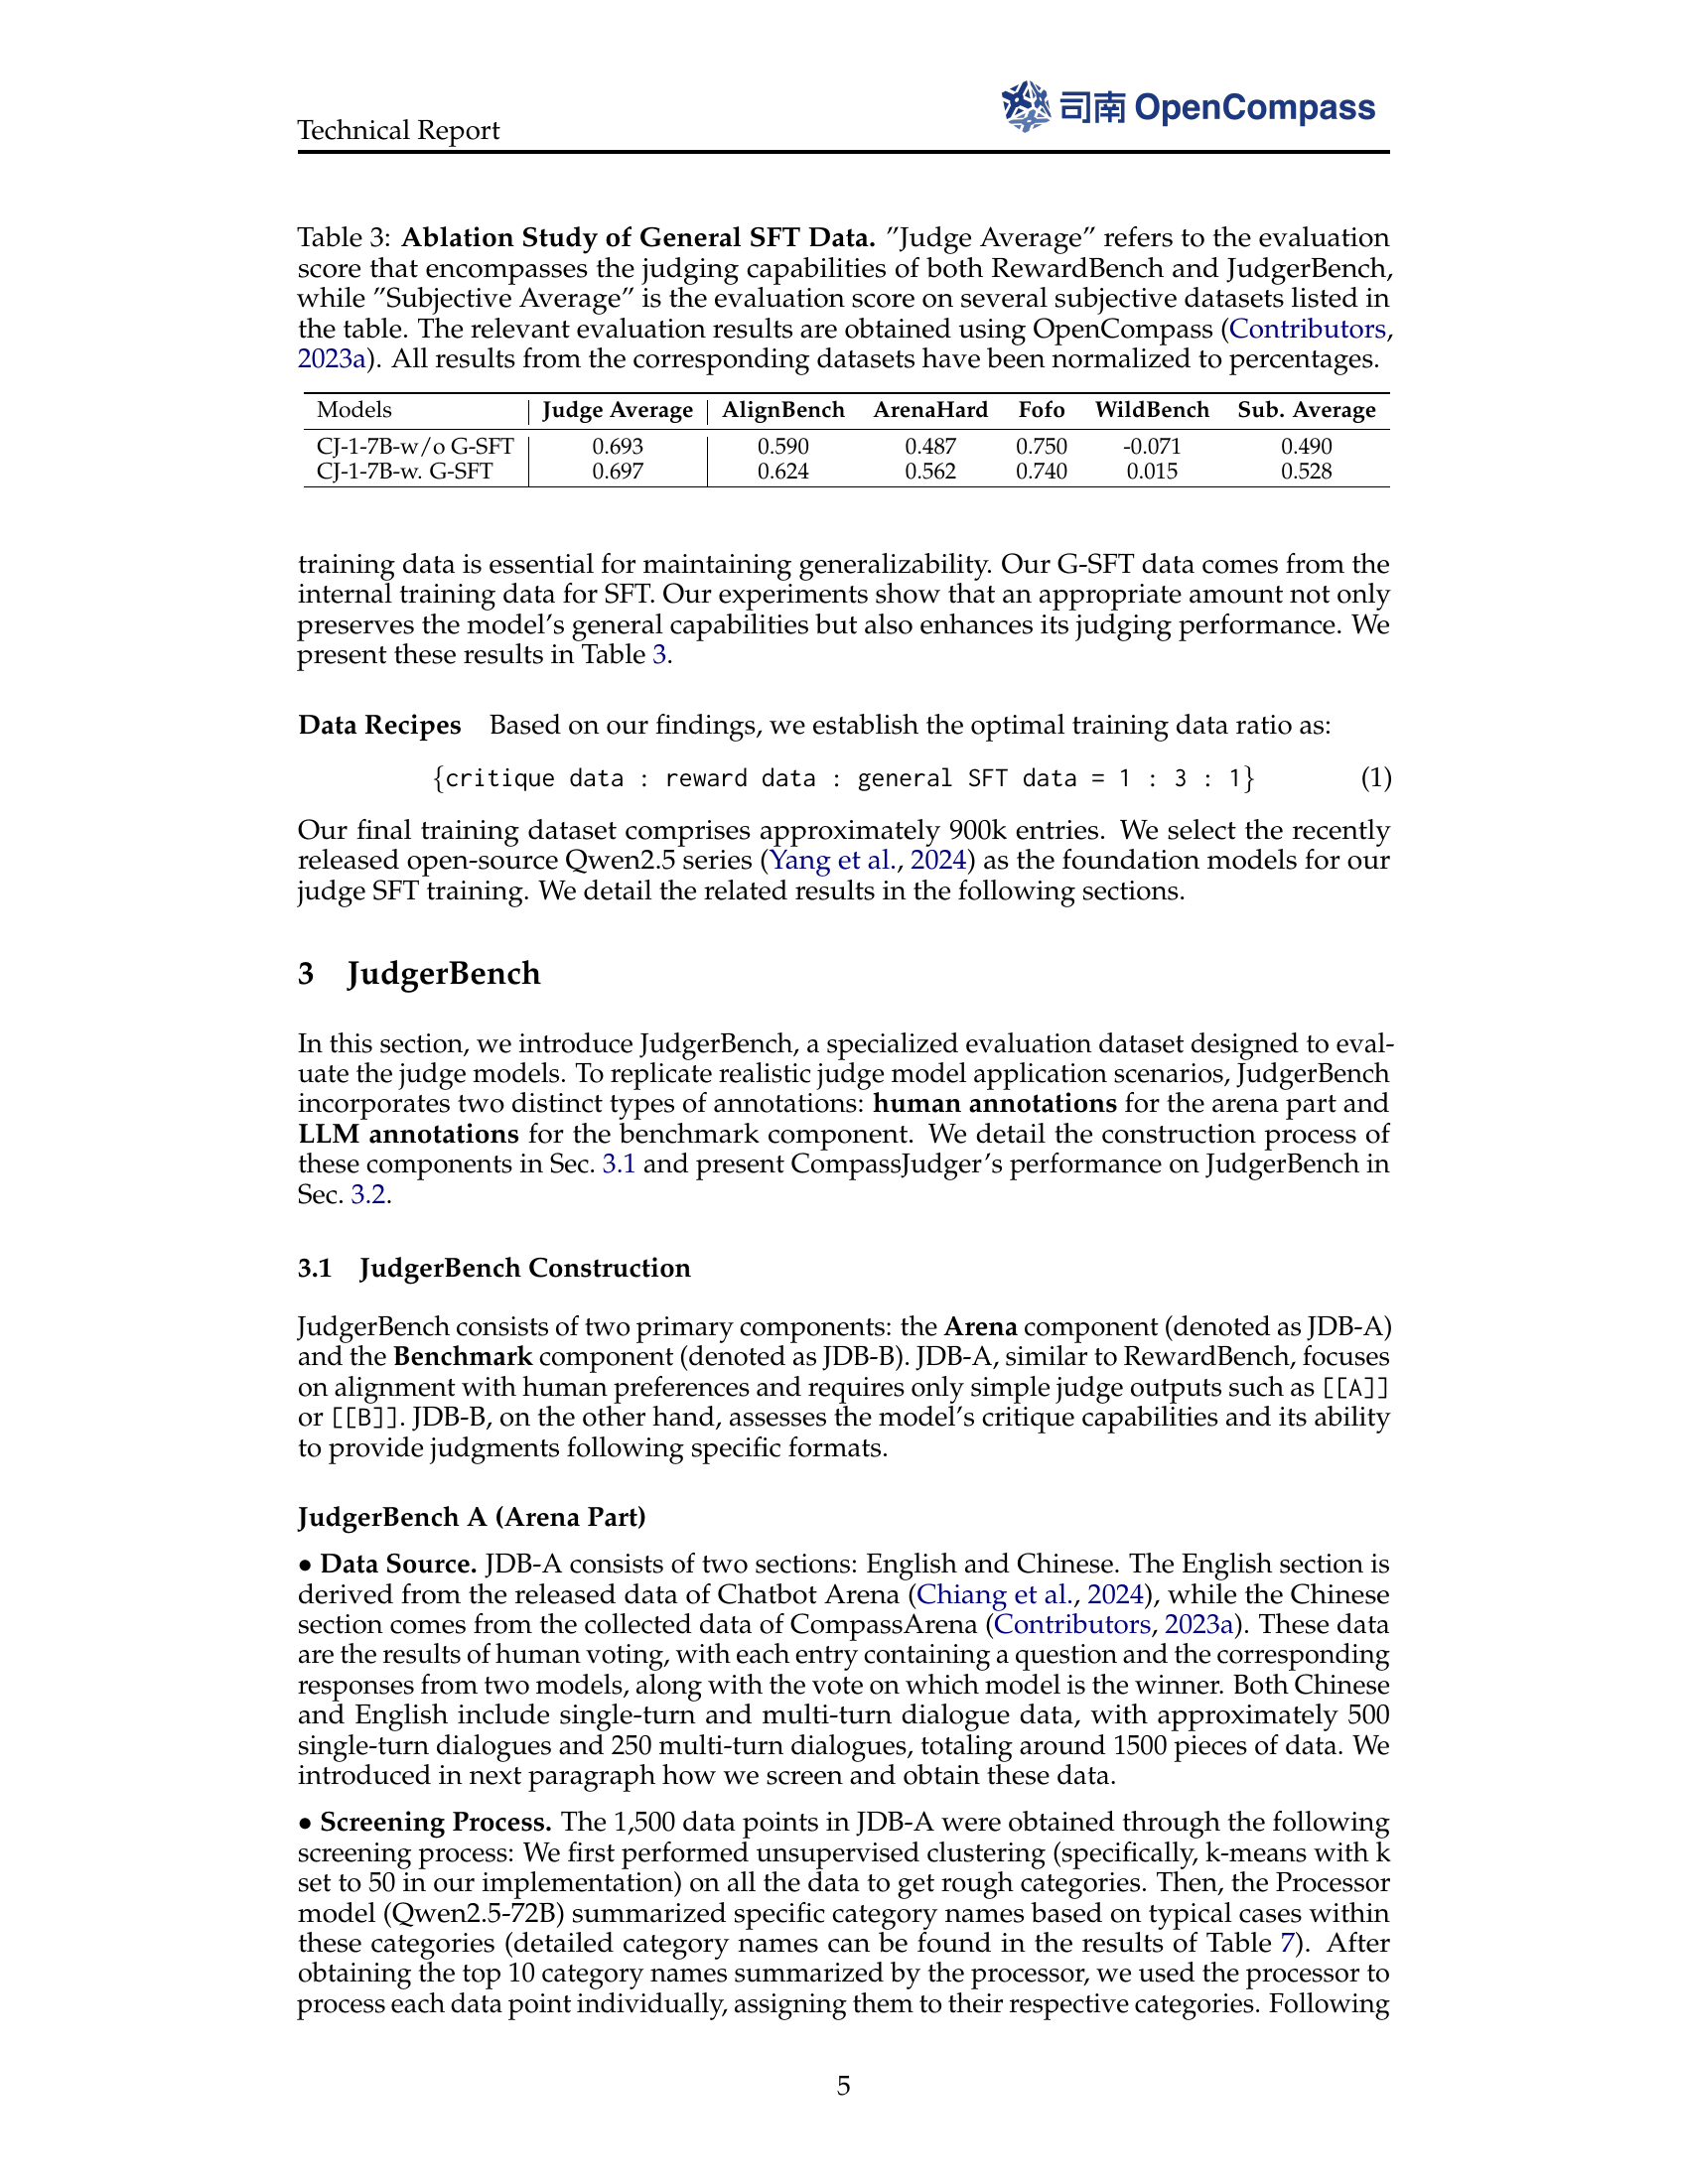 Technical Report
司南 OpenCompass
Table 3: Ablation Study of General SFT Data. ”Judge Average” refers to the evaluation
score that encompasses the judging capabilities of both RewardBench and JudgerBench,
while ”Subjective Average” is the evaluation score on several subjective datasets listed in
the table. The relevant evaluation results are obtained using OpenCompass (Contributors,
2023a). All results from the corresponding datasets have been normalized to percentages.
Models Judge Average AlignBench ArenaHard Fofo WildBench Sub. Average
CJ-1-7B-w/o G-SFT 0.693 0.590 0.487 0.750 -0.071 0.490
CJ-1-7B-w. G-SFT 0.697 0.624 0.562 0.740 0.015 0.528
training data is essential for maintaining generalizability. Our G-SFT data comes from the
internal training data for SFT. Our experiments show that an appropriate amount not only
preserves the model’s general capabilities but also enhances its judging performance. We
present these results in Table 3.
Data Recipes Based on our findings, we establish the optimal training data ratio as:
{critique data : reward data : general SFT data = 1 : 3 : 1} (1)
Our final training dataset comprises approximately 900k entries. We select the recently
released open-source Qwen2.5 series (Yang et al., 2024) as the foundation models for our
judge SFT training. We detail the related results in the following sections.
3 JudgerBench
In this section, we introduce JudgerBench, a specialized evaluation dataset designed to eval-
uate the judge models. To replicate realistic judge model application scenarios, JudgerBench
incorporates two distinct types of annotations: human annotations for the arena part and
LLM annotations for the benchmark component. We detail the construction process of
these components in Sec. 3.1 and present CompassJudger’s performance on JudgerBench in
Sec. 3.2.
3.1 JudgerBench Construction
JudgerBench consists of two primary components: the Arena component (denoted as JDB-A)
and the Benchmark component (denoted as JDB-B). JDB-A, similar to RewardBench, focuses
on alignment with human preferences and requires only simple judge outputs such as [[A]]
or [[B]]. JDB-B, on the other hand, assesses the model’s critique capabilities and its ability
to provide judgments following specific formats.
JudgerBench A (Arena Part)
• Data Source. JDB-A consists of two sections: English and Chinese. The English section is
derived from the released data of Chatbot Arena (Chiang et al., 2024), while the Chinese
section comes from the collected data of CompassArena (Contributors, 2023a). These data
are the results of human voting, with each entry containing a question and the corresponding
responses from two models, along with the vote on which model is the winner. Both Chinese
and English include single-turn and multi-turn dialogue data, with approximately 500
single-turn dialogues and 250 multi-turn dialogues, totaling around 1500 pieces of data. We
introduced in next paragraph how we screen and obtain these data.
• Screening Process. The 1,500 data points in JDB-A were obtained through the following
screening process: We first performed unsupervised clustering (specifically, k-means with k
set to 50 in our implementation) on all the data to get rough categories. Then, the Processor
model (Qwen2.5-72B) summarized specific category names based on typical cases within
these categories (detailed category names can be found in the results of Table 7). After
obtaining the top 10 category names summarized by the processor, we used the processor to
process each data point individually, assigning them to their respective categories. Following
5